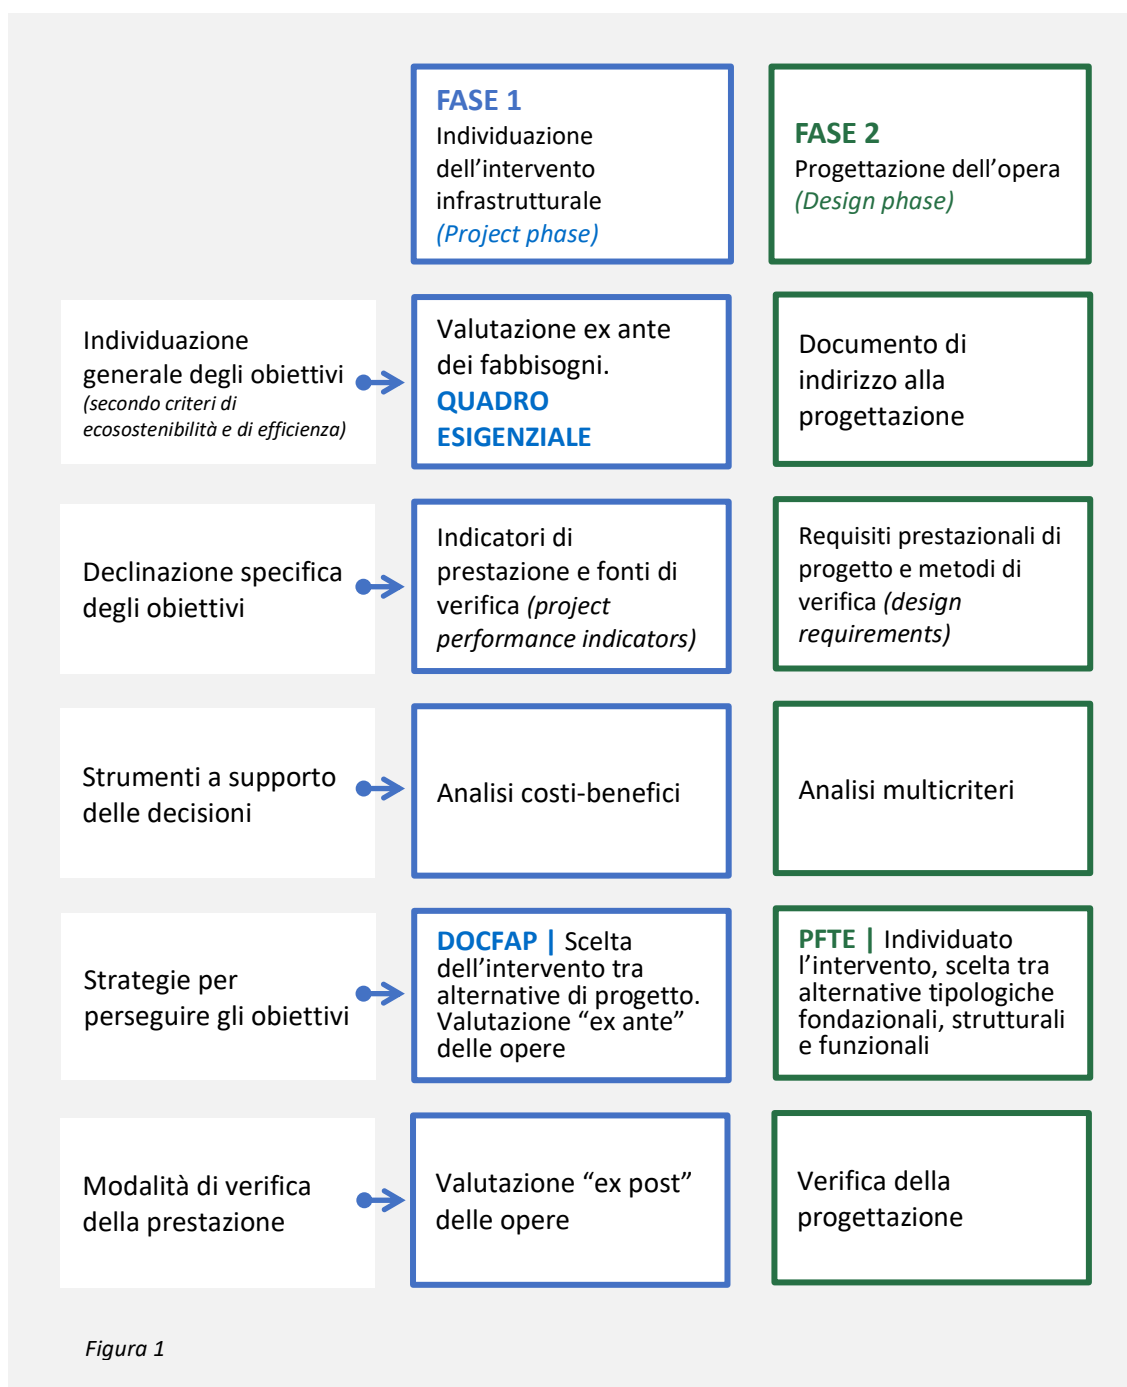 FASE 1
Individuazione
dell’intervento
infrastrutturale
(Project phase)
FASE 2
Progettazione dell’opera
(Design phase)
Individuazione
generale degli obiettivi
(secondo criteri di
ecosostenibilità e di efficienza)
Valutazione ex ante
dei fabbisogni.
QUADRO
ESIGENZIALE
Documento di
indirizzo alla
progettazione
Declinazione specifica
degli obiettivi
Indicatori di
prestazione e fonti di
verifica (project
performance indicators)
Requisiti prestazionali di
progetto e metodi di
verifica (design
requirements)
Strumenti a supporto
delle decisioni
Analisi costi-benefici
Analisi multicriteri
Strategie per
perseguire gli obiettivi
DOCFAP | Scelta
dell’intervento tra
alternative di progetto.
Valutazione “ex ante”
delle opere
PFTE | Individuato
l’intervento, scelta tra
alternative tipologiche
fondazionali, strutturali
e funzionali
Modalità di verifica
della prestazione
Valutazione “ex post”
delle opere
Verifica della
progettazione
Figura 1